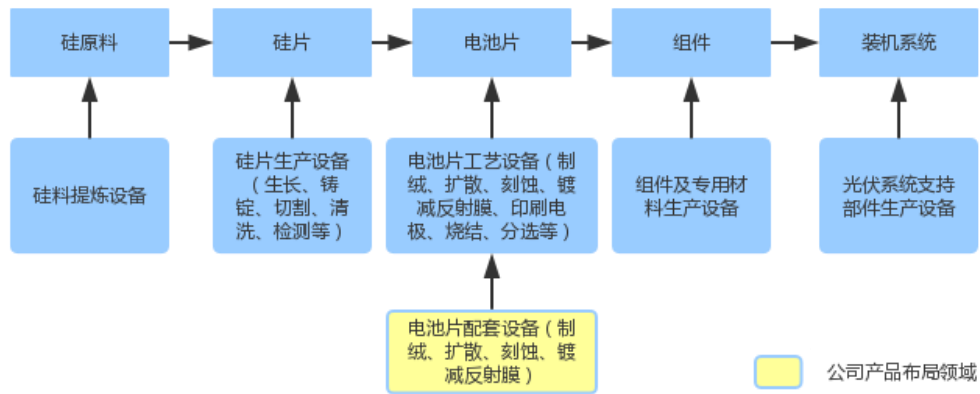 硅原料
硅片
电池片
组件
装机系统
硅料提炼设备
硅片生产设备
（生长、铸
锭、切割、清
洗、检测等）
电池片工艺设备（制
绒、扩散、刻蚀、镀
减反射膜、印刷电
极、烧结、分选等）
组件及专用材
料生产设备
光伏系统支持
部件生产设备
电池片配套设备（制
绒、扩散、刻蚀、镀
减反射膜）
公司产品布局领域